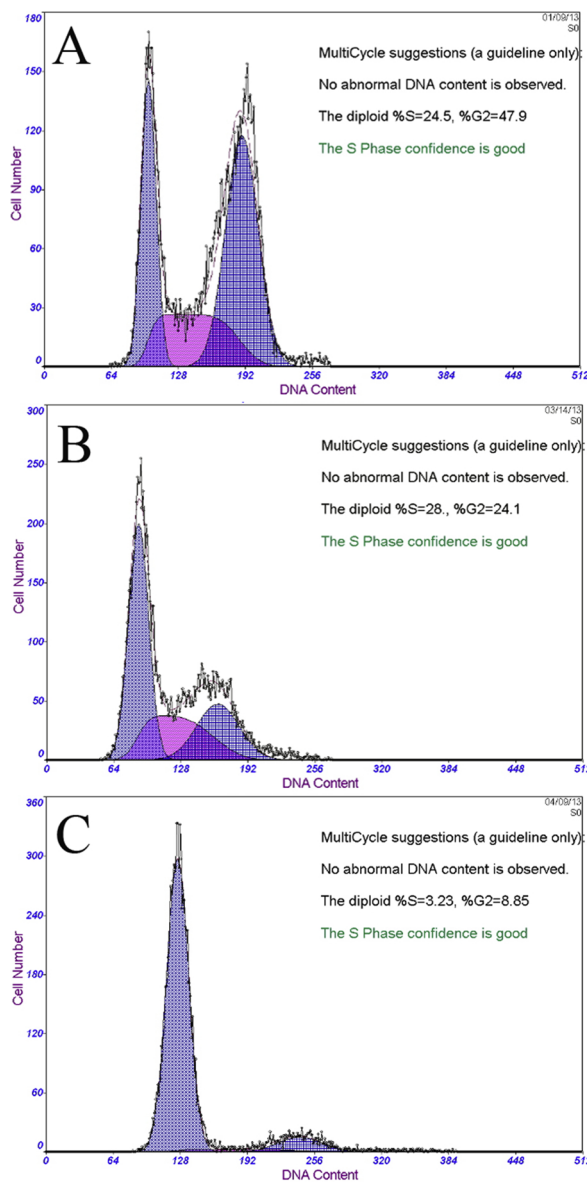 A
01/09/13
S0
MultiCycle suggestions (a guideline only):
No abnormal DNA content is observed.
The diploid %S=24.5, %G2=47.9
The S Phase confidence is good
Cell Number
180
150
120
90
60
30
0
0 64 128 192 256 320 384 448 512
DNA Content
B
03/14/13
S0
MultiCycle suggestions (a guideline only):
No abnormal DNA content is observed.
The diploid %S=28., %G2=24.1
The S Phase confidence is good
Cell Number
300
250
200
150
100
50
0
0 64 128 192 256 320 384 448 51
DNA Content
C
04/09/13
S0
MultiCycle suggestions (a guideline only):
No abnormal DNA content is observed.
The diploid %S=3.23, %G2=8.85
The S Phase confidence is good
Cell Number
360
300
240
180
120
60
0
0 64 128 192 256 320 384 448 512
DNA Content